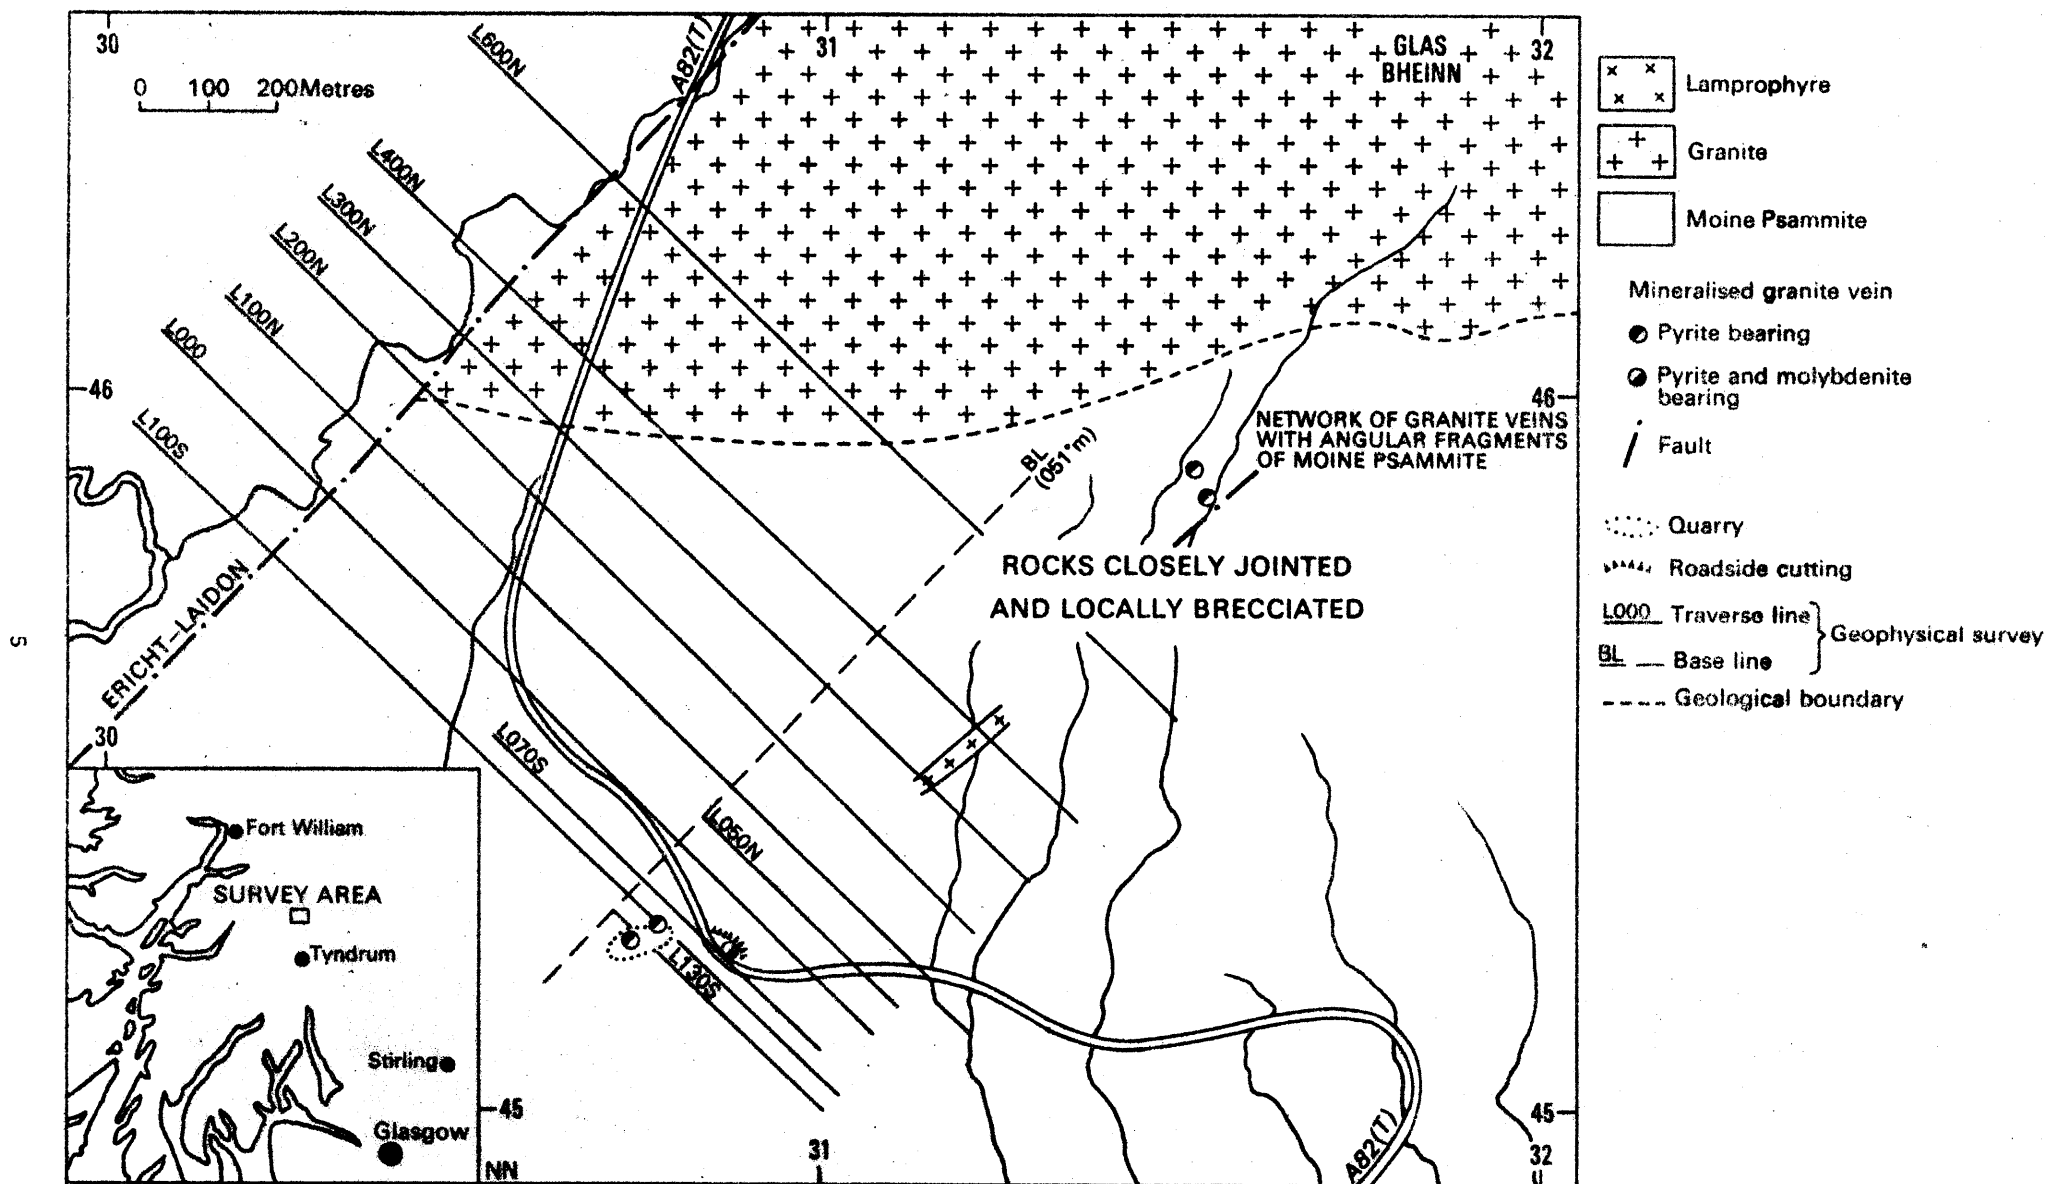 30
31
32
0 100 200Metres
L600N
A82(T)
GLAS
BHEINN
L400N
L300N
L200N
L100N
L000
L100S
46
46
BL
(051°m)
NETWORK OF GRANITE VEINS
WITH ANGULAR FRAGMENTS
OF MOINE PSAMMITE
ROCKS CLOSELY JOINTED
AND LOCALLY BRECCIATED
ERICHT-LAIDON
30
L070S
L050N
L130S
45
45
31
32
A82(T)
NN
Fort William
SURVEY AREA
Tyndrum
Stirling
Glasgow
Lamprophyre
Granite
Moine Psammite
Mineralised granite vein
Pyrite bearing
Pyrite and molybdenite
bearing
Fault
Quarry
Roadside cutting
L000 Traverse line
Geophysical survey
BL Base line
Geological boundary
5